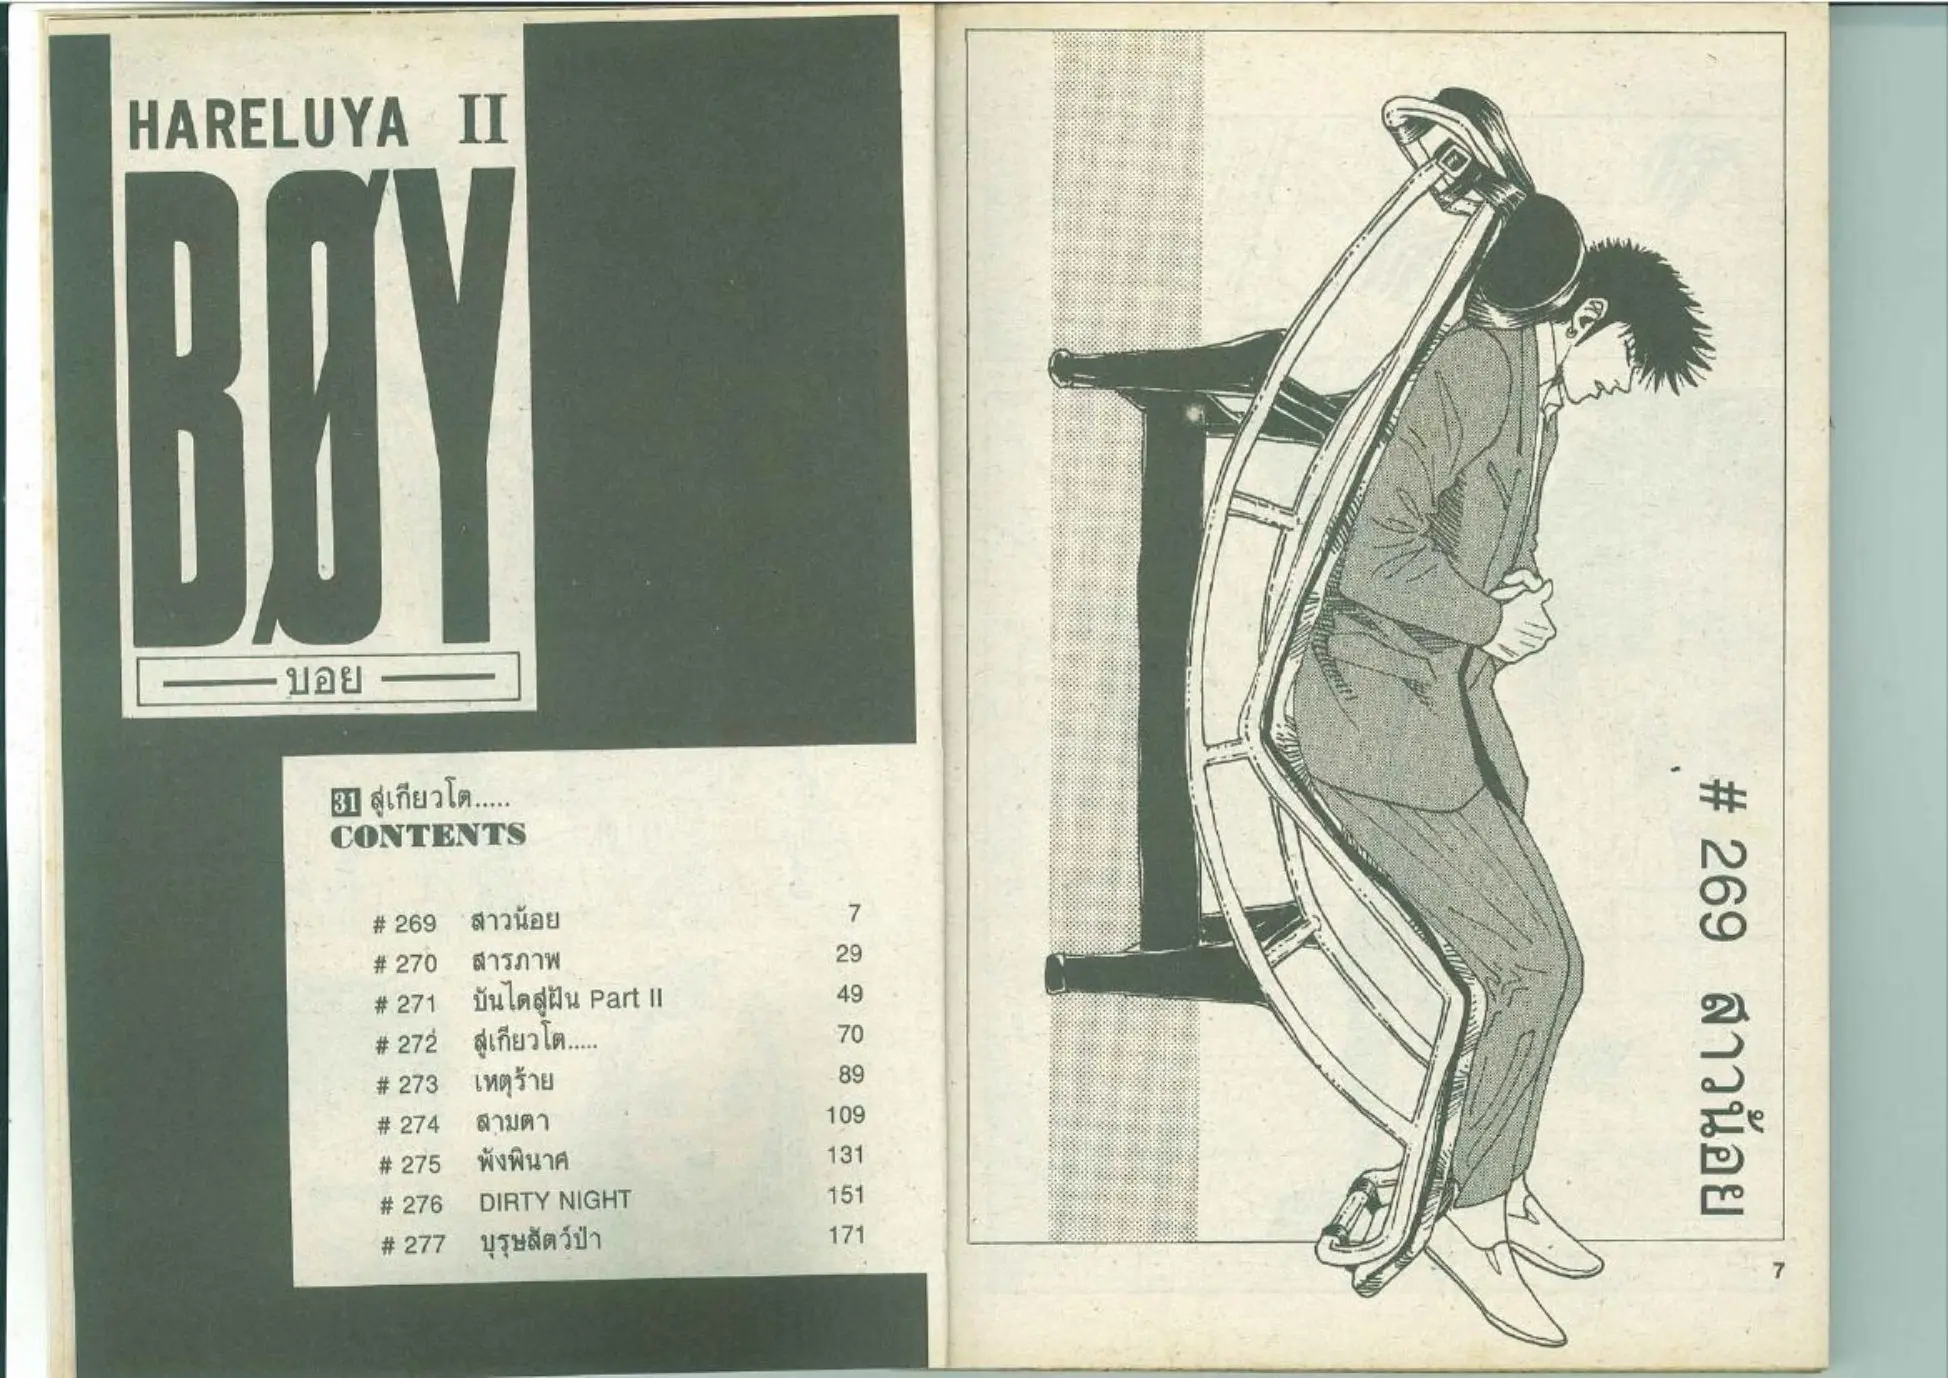 HARELUYA II
BØY
บอย
31 สู่เกียวโต.....
CONTENTS
# 269 สาวน้อย 7
# 270 สารภาพ 29
# 271 บันไดสู่ฝัน Part II 49
# 272 สู่เกียวโต..... 70
# 273 เหตุร้าย 89
# 274 สามตา 109
# 275 พังพินาศ 131
# 276 DIRTY NIGHT 151
# 277 บุรุษสัตว์ป่า 171
# 269 สาวน้อย
7